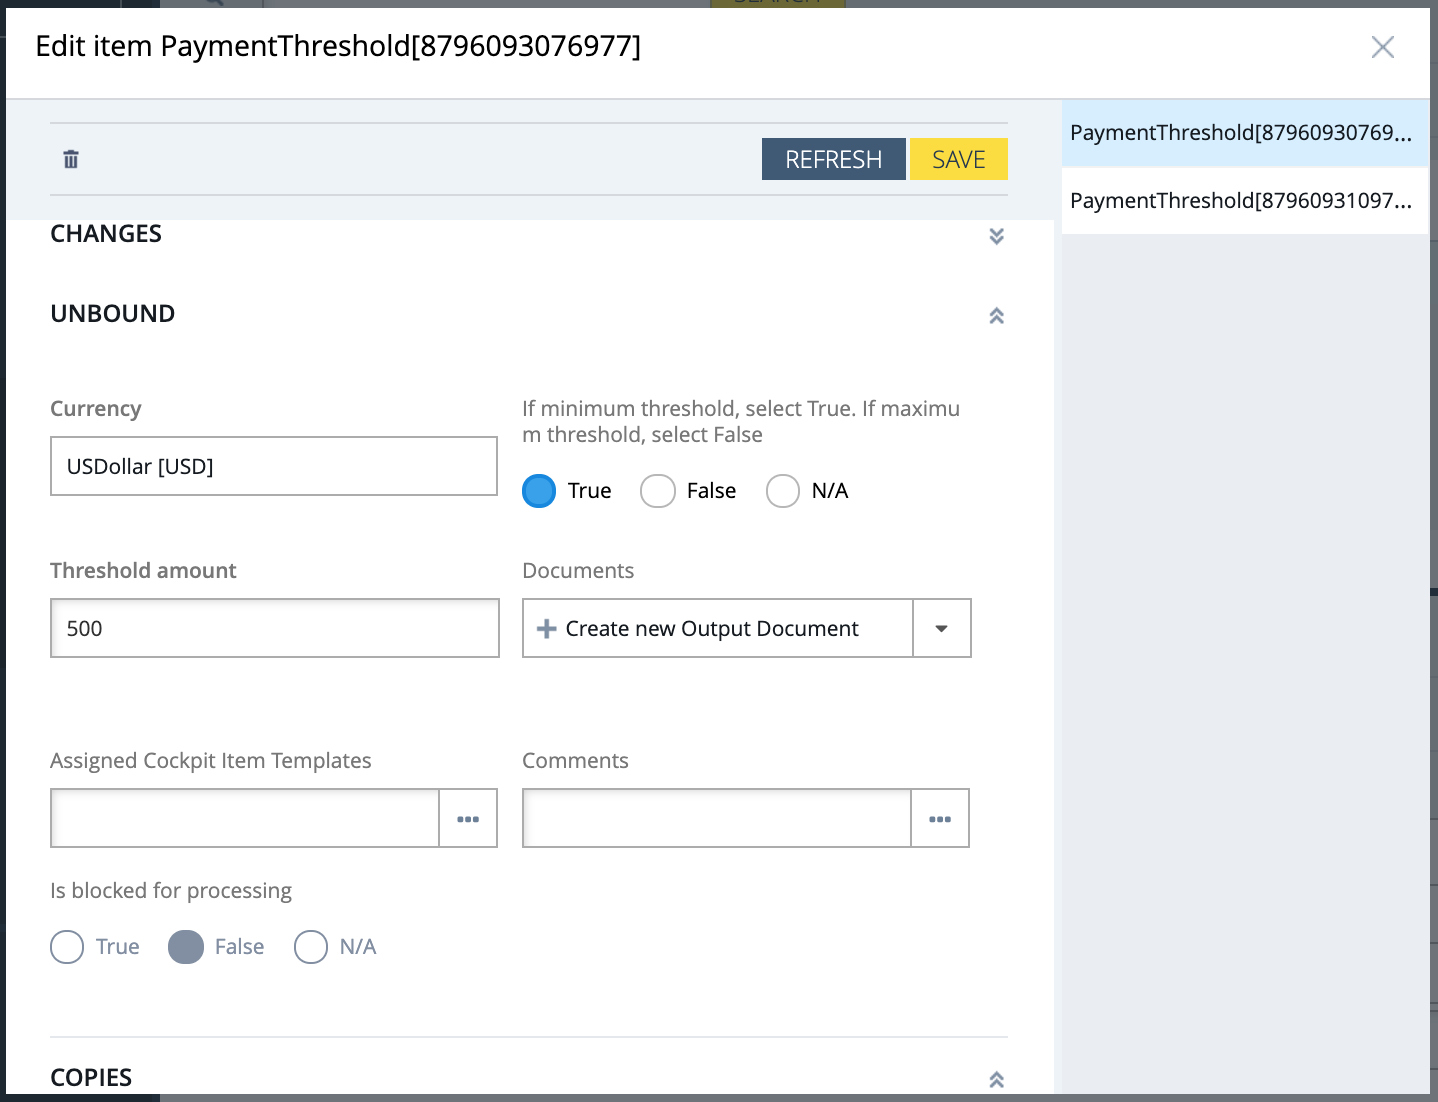 Edit item PaymentThreshold[8796093076977]
REFRESH
SAVE
PaymentThreshold[87960930769...
PaymentThreshold[87960931097...
CHANGES
UNBOUND
Currency
USDollar [USD]
If minimum threshold, select True. If maximu
m threshold, select False
True
False
N/A
Threshold amount
500
Documents
Create new Output Document
Assigned Cockpit Item Templates
Comments
Is blocked for processing
True
False
N/A
COPIES